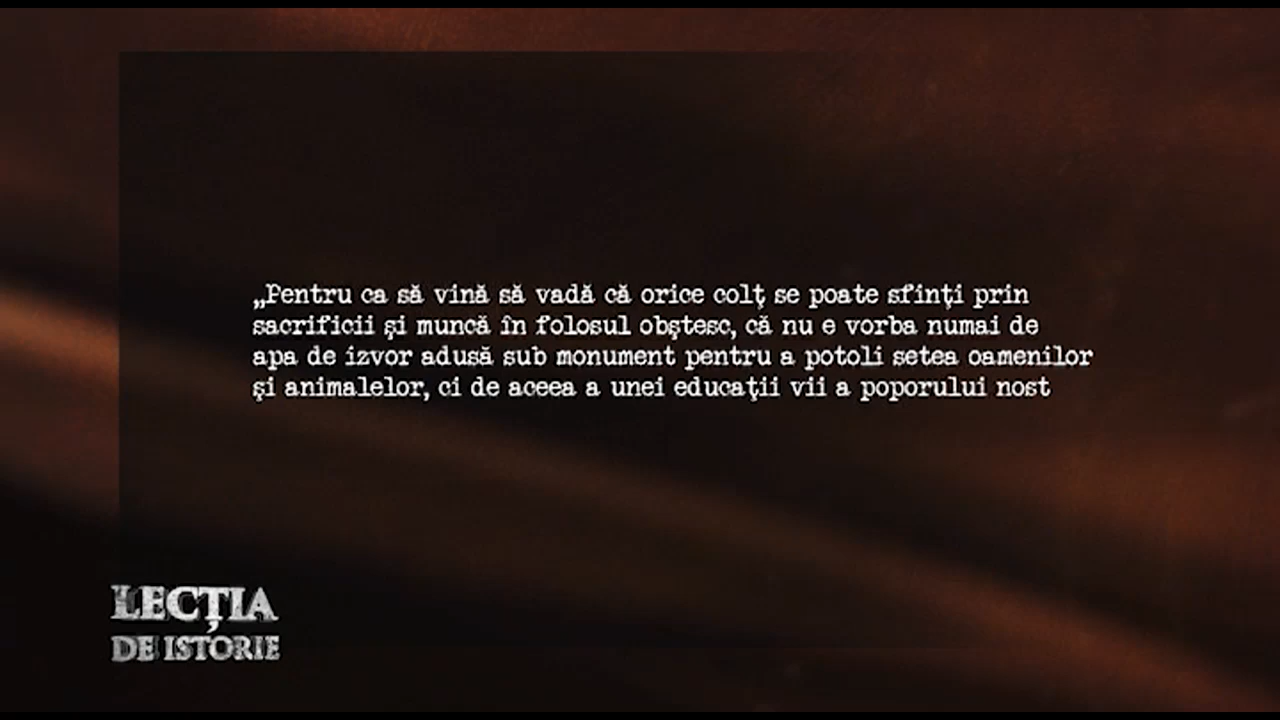 „Pentru ca să vină să vadă că orice colţ se poate sfinţi prin
sacrificii şi muncă în folosul obştesc, că nu e vorba numai de
apa de izvor adusă sub monument pentru a potoli setea oamenilor
şi animalelor, ci de aceea a unei educaţii vii a poporului nost
LECȚIA
DE ISTORIE